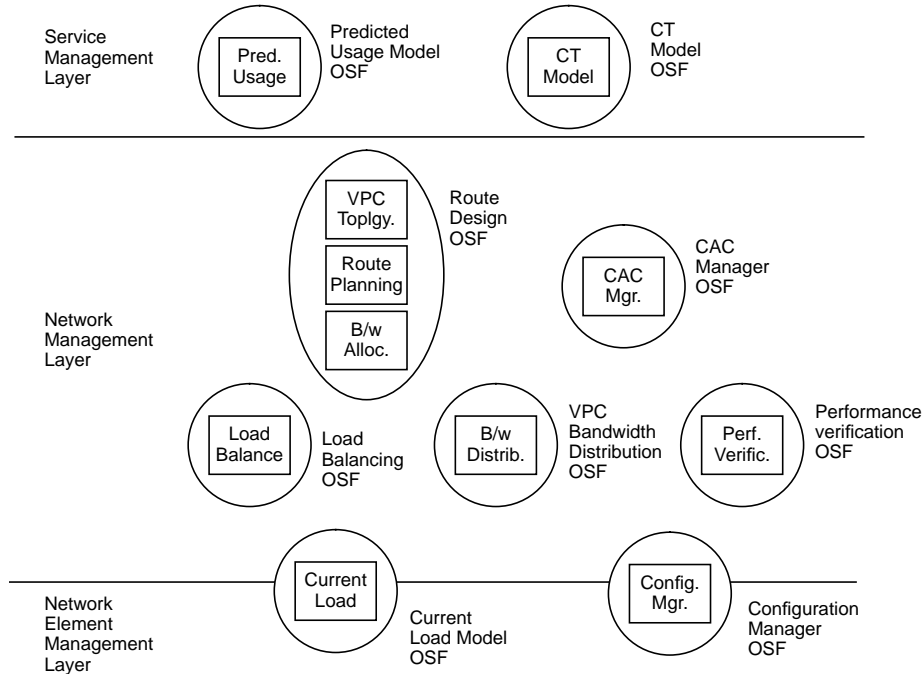 Service
Management
Layer
Pred.
Usage
Predicted
Usage Model
OSF
CT
Model
CT
Model
OSF
Network
Management
Layer
VPC
Toplgy.
Route
Planning
B/w
Alloc.
Route
Design
OSF
CAC
Mgr.
CAC
Manager
OSF
Load
Balance
Load
Balancing
OSF
B/w
Distrib.
VPC
Bandwidth
Distribution
OSF
Perf.
Verific.
Performance
verification
OSF
Network
Element
Management
Layer
Current
Load
Current
Load Model
OSF
Config.
Mgr.
Configuration
Manager
OSF